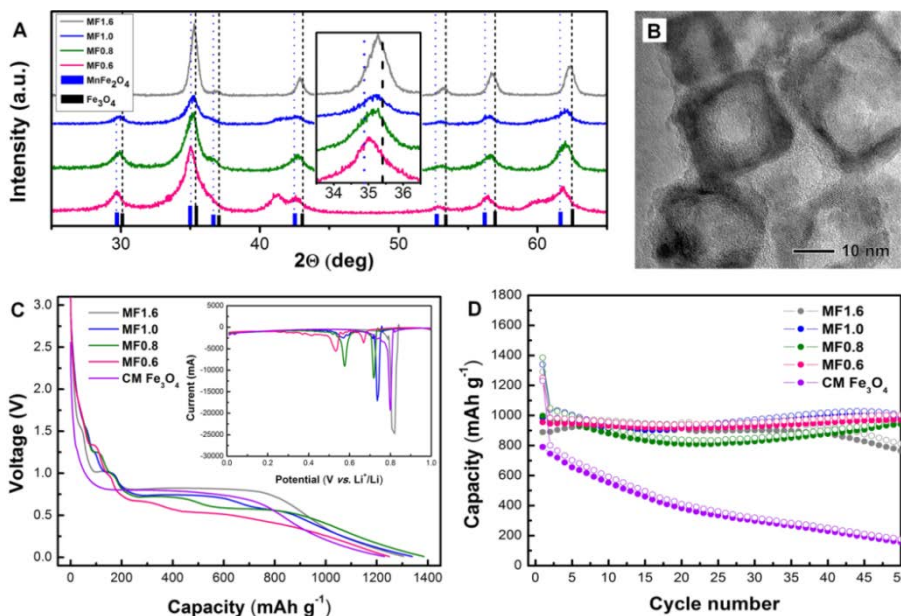 A
MF1.6
MF1.0
MF0.8
MF0.6
MnFe₂O₄
Fe₃O₄
Intensity (a.u.)
34 35 36
30 40 50 60
2Θ (deg)
B
10 nm
C
MF1.6
MF1.0
MF0.8
MF0.6
CM Fe₃O₄
Voltage (V)
3.0
2.5
2.0
1.5
1.0
0.5
0.0
Current (mA)
5000
0
-5000
-10000
-15000
-20000
-25000
-30000
0.0 0.2 0.4 0.6 0.8 1.0
Potential (V vs. Li⁺/Li)
0 200 400 600 800 1000 1200 1400
Capacity (mAh g⁻¹)
D
MF1.6
MF1.0
MF0.8
MF0.6
CM Fe₃O₄
Capacity (mAh g⁻¹)
1800
1600
1400
1200
1000
800
600
400
200
0
0 5 10 15 20 25 30 35 40 45 50
Cycle number